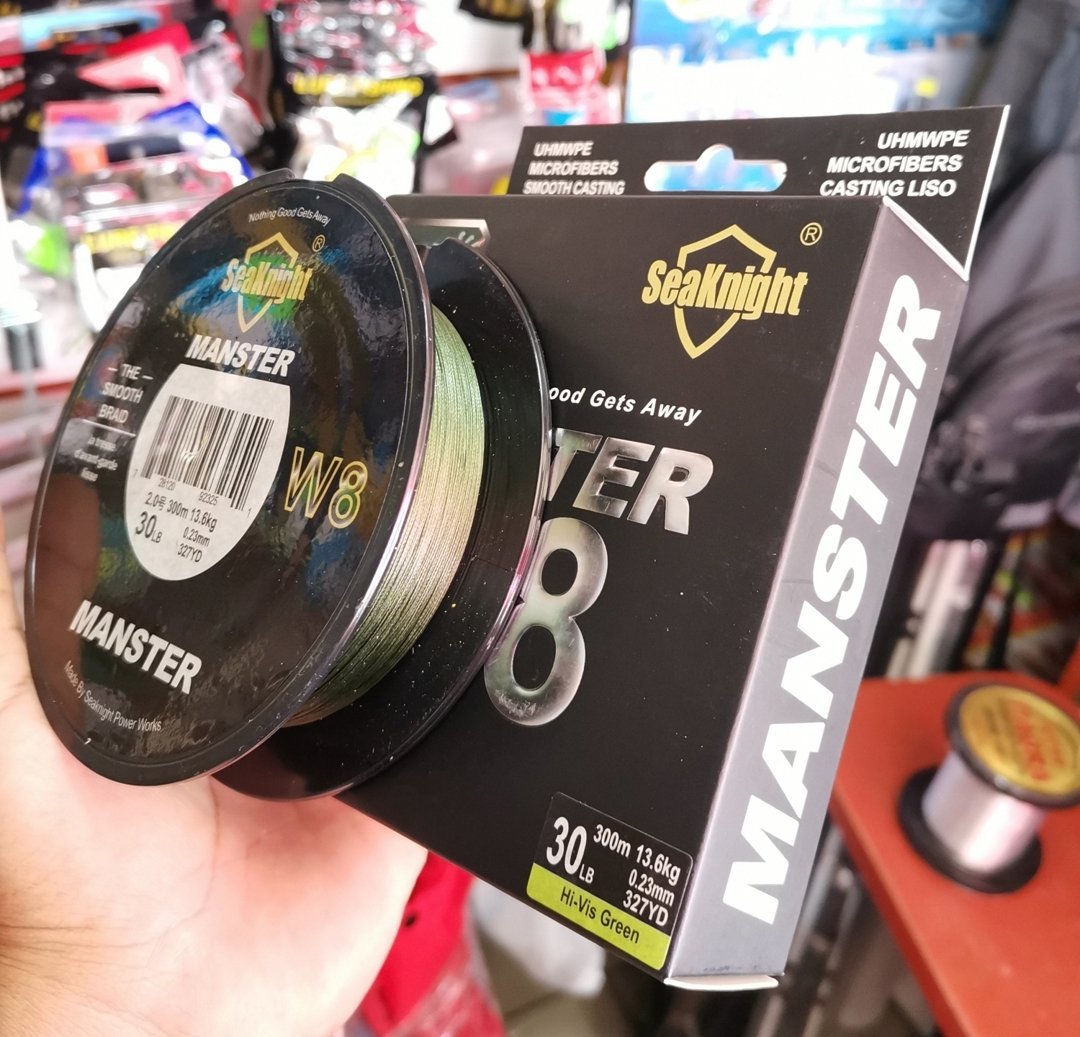 Nothing Good Gets Away
SeaKnight ®
MANSTER
THE
SMOOTH
BRAID
W8
2.0号 300m 13.6kg
30LB 0.23mm
327YD
MANSTER
Made By Seaknight Power Works
UHMWPE
MICROFIBERS
SMOOTH CASTING
UHMWPE
MICROFIBERS
CASTING LISO
SeaKnight ®
ood Gets Away
TER
8
30LB 300m 13.6kg
0.23mm
327YD
Hi-Vis Green
MANSTER